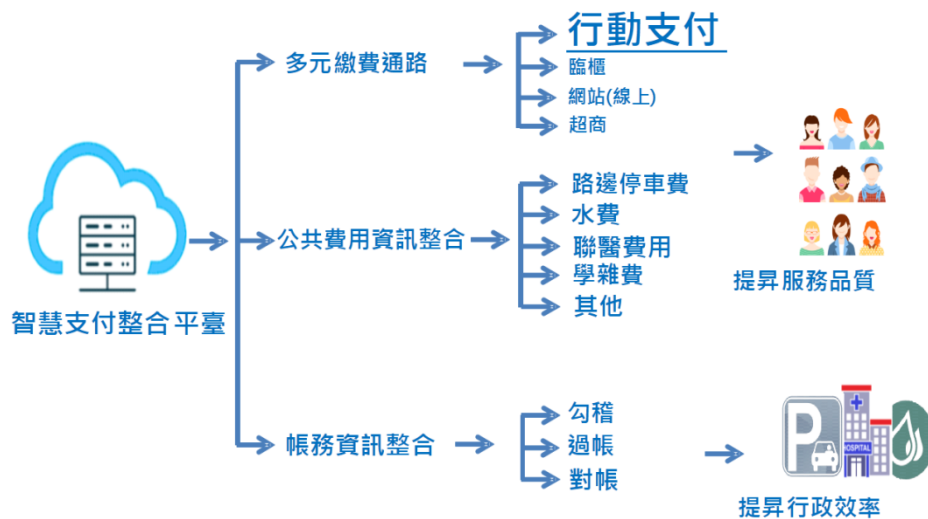 行動支付
多元繳費通路
臨櫃
網站(線上)
超商
智慧支付整合平臺
公共費用資訊整合
路邊停車費
水費
聯醫費用
學雜費
其他
提昇服務品質
帳務資訊整合
勾稽
過帳
對帳
P
HOSPITAL
提昇行政效率